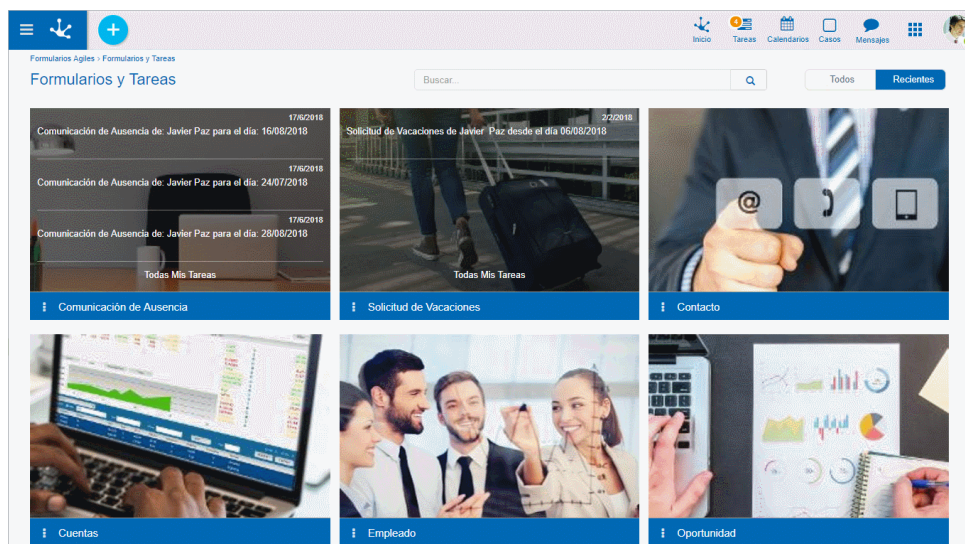 Inicio
4
Tareas
Calendarios
Casos
Mensajes
Formularios Agiles > Formularios y Tareas
Formularios y Tareas
Buscar...
Todos
Recientes
17/6/2018
Comunicación de Ausencia de: Javier Paz para el día: 16/08/2018
17/6/2018
Comunicación de Ausencia de: Javier Paz para el día: 24/07/2018
17/6/2018
Comunicación de Ausencia de: Javier Paz para el día: 28/08/2018
Todas Mis Tareas
Comunicación de Ausencia
2/2/2018
Solicitud de Vacaciones de Javier Paz desde el día 06/08/2018
Todas Mis Tareas
Solicitud de Vacaciones
@
Contacto
Cuentas
Empleado
Oportunidad